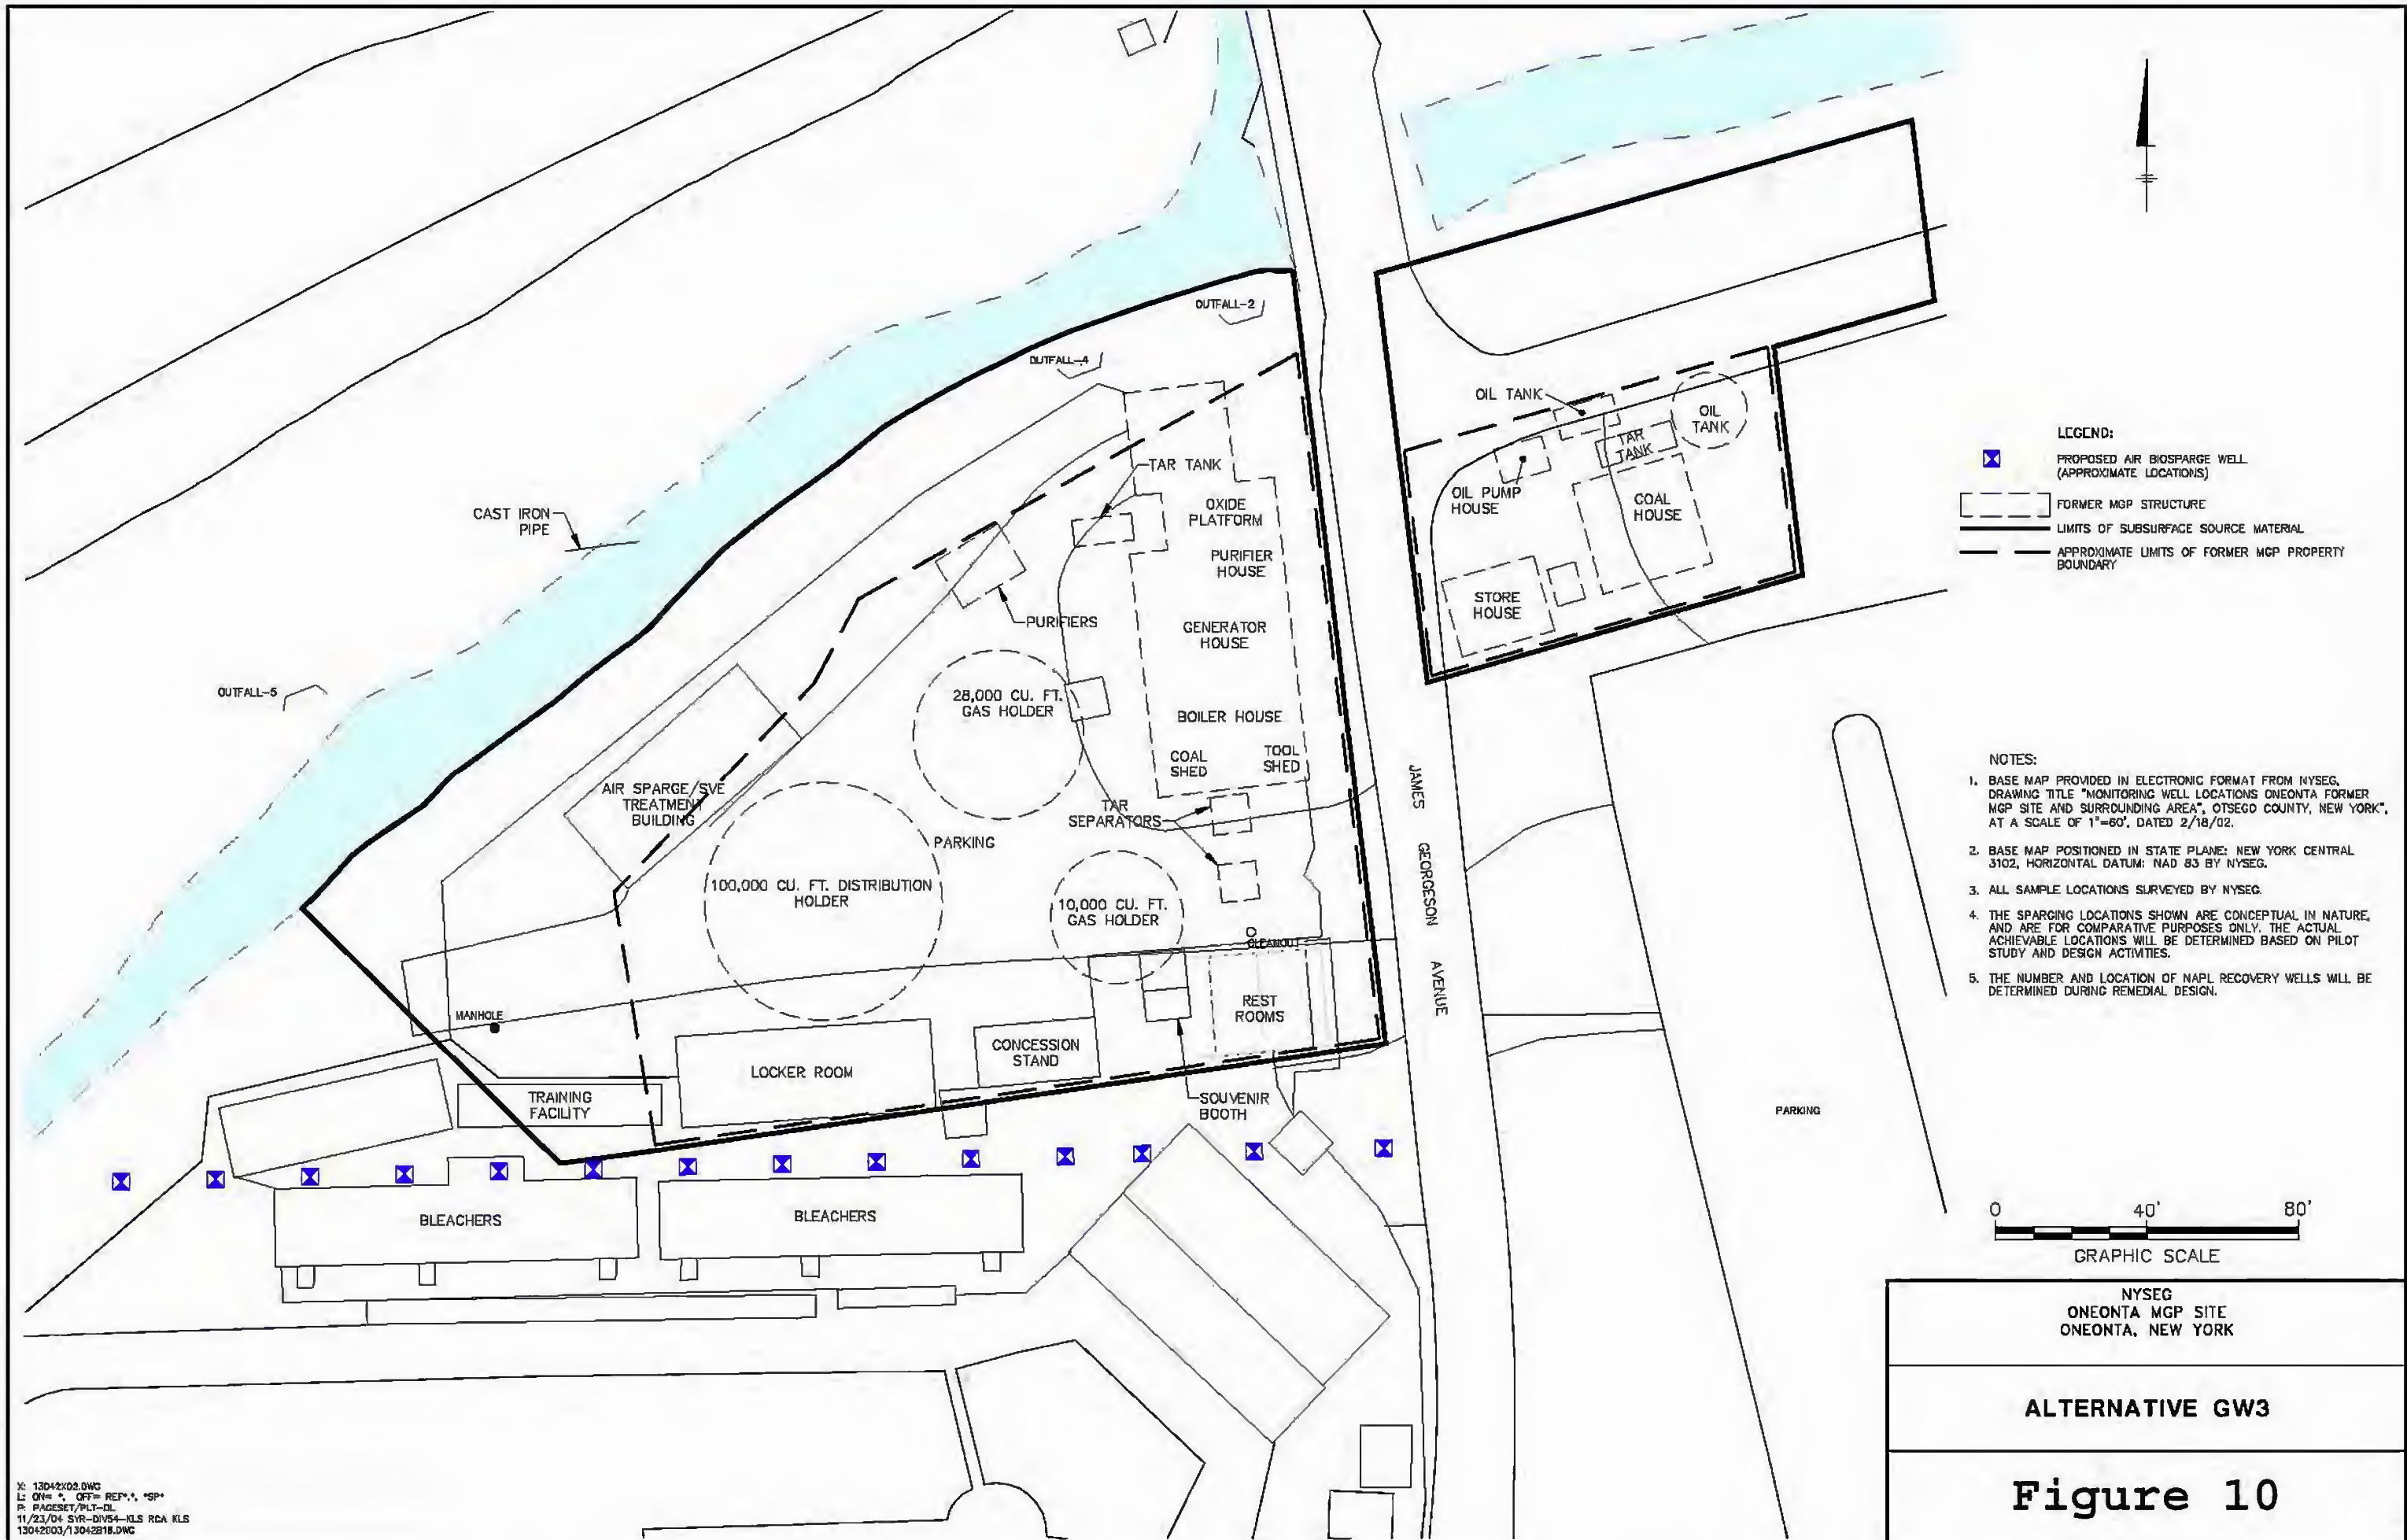 OUTFALL-2
OUTFALL-4
OIL TANK
OIL
TANK
TAR
TANK
TAR TANK
CAST IRON
PIPE
OXIDE
PLATFORM
OIL PUMP
HOUSE
COAL
HOUSE
PURIFIER
HOUSE
STORE
HOUSE
PURIFIERS
GENERATOR
HOUSE
OUTFALL-5
28,000 CU. FT.
GAS HOLDER
BOILER HOUSE
COAL
SHED
TOOL
SHED
AIR SPARGE/SVE
TREATMENT
BUILDING
TAR
SEPARATORS
PARKING
JAMES GEORGESON AVENUE
100,000 CU. FT. DISTRIBUTION
HOLDER
10,000 CU. FT.
GAS HOLDER
CLEANOUT
REST
ROOMS
MANHOLE
CONCESSION
STAND
LOCKER ROOM
TRAINING
FACILITY
SOUVENIR
BOOTH
PARKING
BLEACHERS
BLEACHERS
LEGEND:
PROPOSED AIR BIOSPARGE WELL
(APPROXIMATE LOCATIONS)
FORMER MGP STRUCTURE
LIMITS OF SUBSURFACE SOURCE MATERIAL
APPROXIMATE LIMITS OF FORMER MGP PROPERTY
BOUNDARY
NOTES:
1. BASE MAP PROVIDED IN ELECTRONIC FORMAT FROM NYSEG,
DRAWING TITLE "MONITORING WELL LOCATIONS ONEONTA FORMER
MGP SITE AND SURROUNDING AREA", OTSEGO COUNTY, NEW YORK",
AT A SCALE OF 1"=60', DATED 2/18/02.
2. BASE MAP POSITIONED IN STATE PLANE: NEW YORK CENTRAL
3102, HORIZONTAL DATUM: NAD 83 BY NYSEG.
3. ALL SAMPLE LOCATIONS SURVEYED BY NYSEG.
4. THE SPARGING LOCATIONS SHOWN ARE CONCEPTUAL IN NATURE,
AND ARE FOR COMPARATIVE PURPOSES ONLY. THE ACTUAL
ACHIEVABLE LOCATIONS WILL BE DETERMINED BASED ON PILOT
STUDY AND DESIGN ACTIVITIES.
5. THE NUMBER AND LOCATION OF NAPL RECOVERY WELLS WILL BE
DETERMINED DURING REMEDIAL DESIGN.
0 40' 80'
GRAPHIC SCALE
NYSEG
ONEONTA MGP SITE
ONEONTA, NEW YORK
ALTERNATIVE GW3
Figure 10
X: 13042X02.DWG
L: ON= *, OFF= REF*,*, *SP*
P: PAGESET/PLT-DL
11/23/04 SYR-DIV54-KLS RCA KLS
13042003/13042B18.DWG